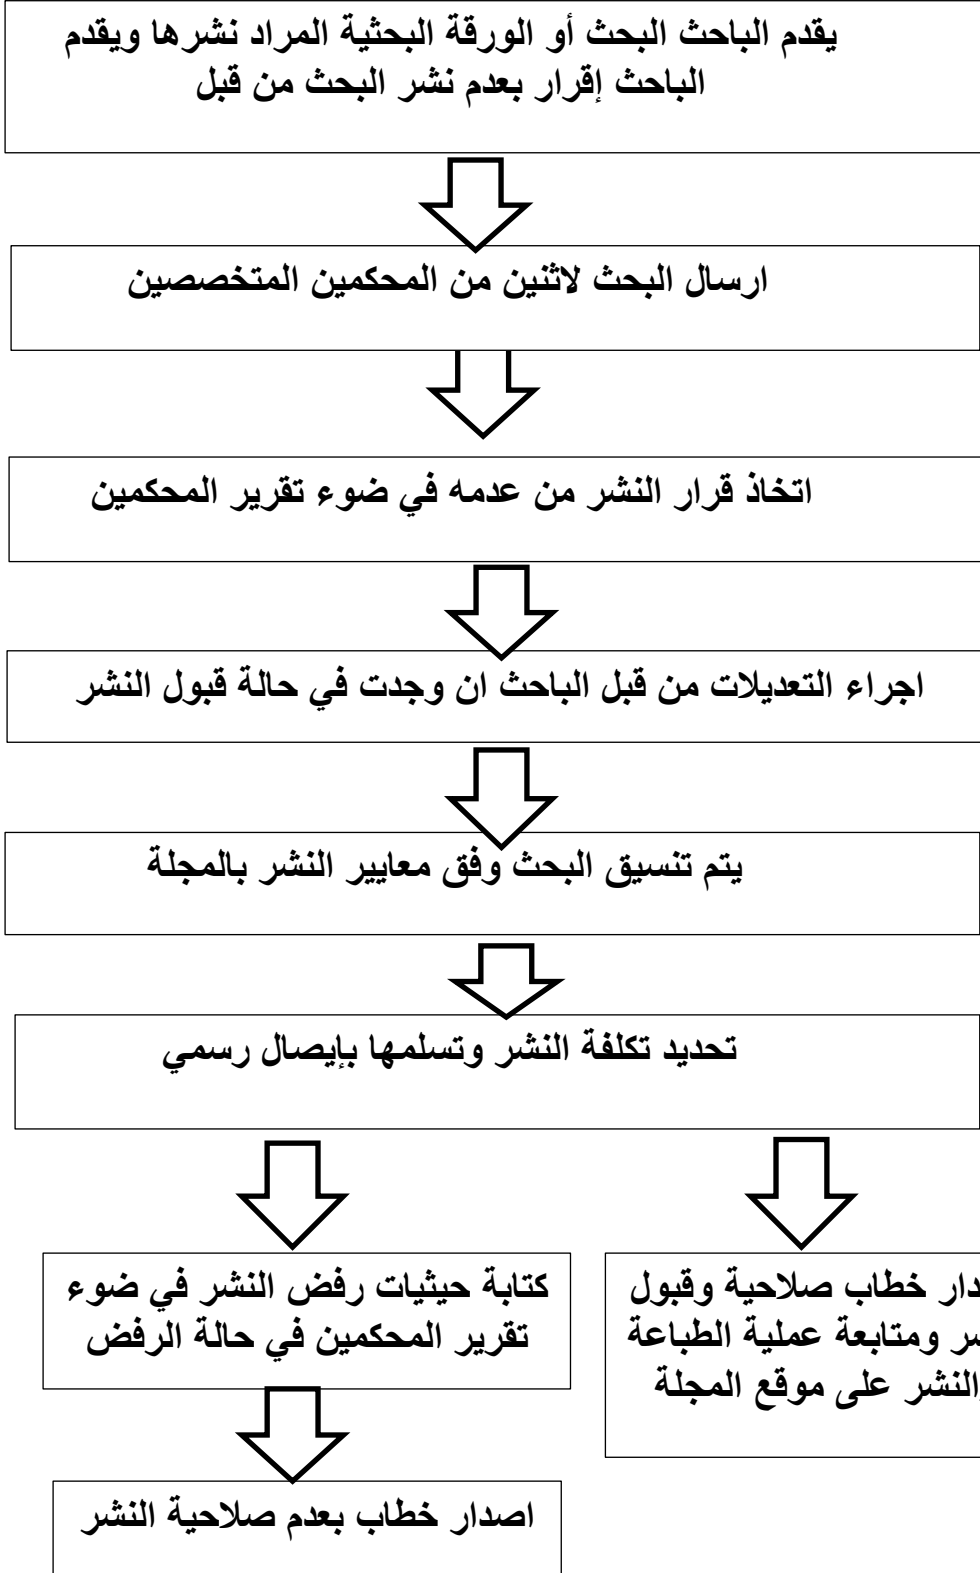 يقدم الباحث البحث أو الورقة البحثية المراد نشرها ويقدم
الباحث إقرار بعدم نشر البحث من قبل
ارسال البحث لاثنين من المحكمين المتخصصين
اتخاذ قرار النشر من عدمه في ضوء تقرير المحكمين
اجراء التعديلات من قبل الباحث ان وجدت في حالة قبول النشر
يتم تنسيق البحث وفق معايير النشر بالمجلة
تحديد تكلفة النشر وتسلمها بإيصال رسمي
خطاب صلاحية وقبول
ومتابعة عملية الطباعة
النشر على موقع المجلة
كتابة حيثيات رفض النشر في ضوء
تقرير المحكمين في حالة الرفض
اصدار خطاب بعدم صلاحية النشر